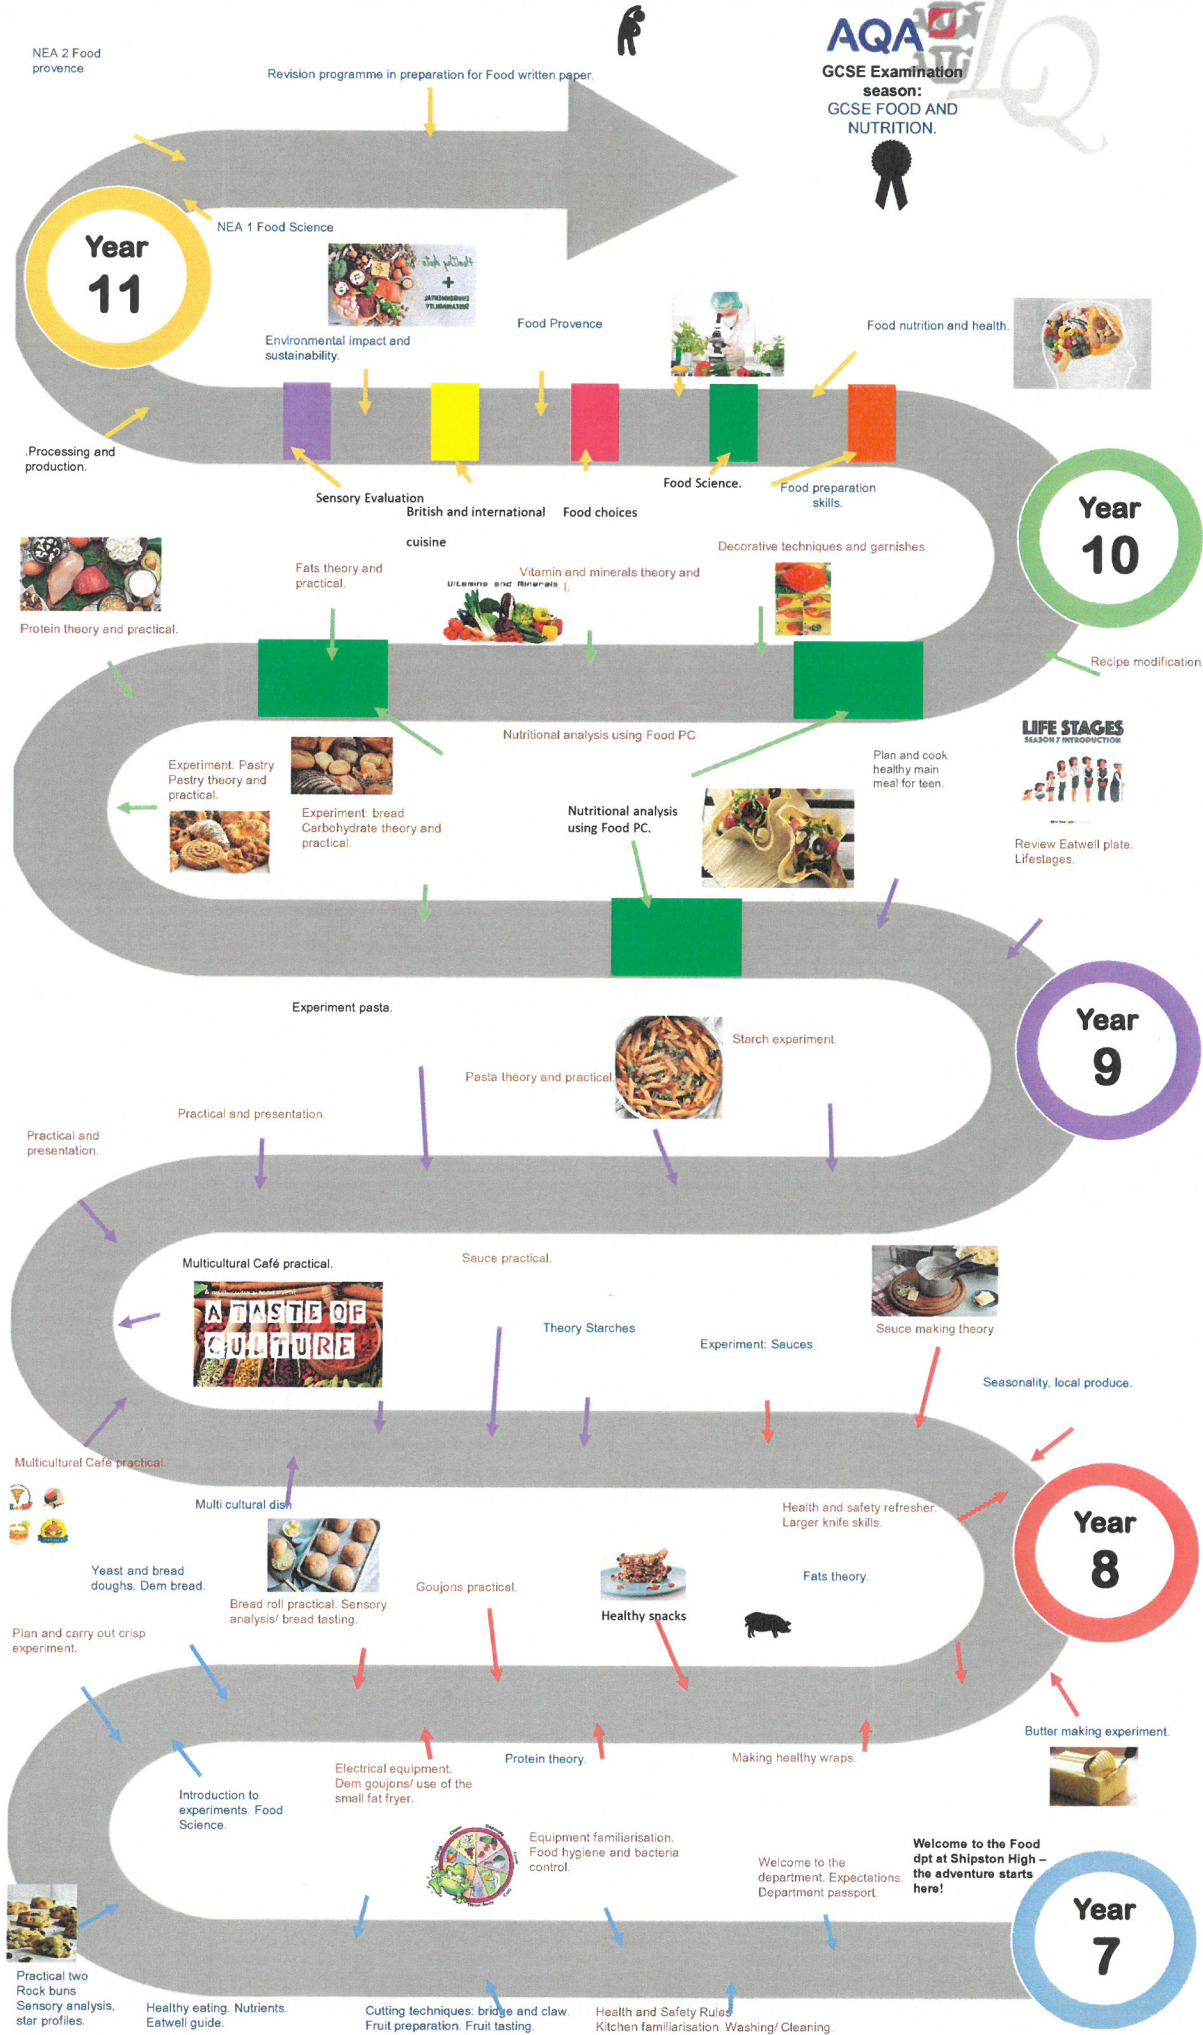 NEA 2 Food
provence
Revision programme in preparation for Food written paper.
AQA
LQ
GCSE Examination
season:
GCSE FOOD AND
NUTRITION.
NEA 1 Food Science
Year
11
Healthy diets
+
ENVIRONMENTAL
SUSTAINABILITY
Environmental impact and
sustainability.
Food Provence
Food nutrition and health.
.Processing and
production.
Sensory Evaluation
British and international
cuisine
Food choices
Food Science.
Food preparation
skills.
Year
10
Protein theory and practical.
Fats theory and
practical.
Vitamins and Minerals
Vitamin and minerals theory and
l.
Decorative techniques and garnishes
Recipe modification.
Nutritional analysis using Food PC
Experiment: Pastry
Pastry theory and
practical.
Experiment: bread
Carbohydrate theory and
practical.
Nutritional analysis
using Food PC.
Plan and cook
healthy main
meal for teen.
LIFE STAGES
SEASON 7 INTRODUCTION
Review Eatwell plate.
Lifestages.
Year
9
Experiment pasta.
Starch experiment.
Pasta theory and practical.
Practical and presentation.
Practical and
presentation.
Multicultural Café practical.
A TASTE OF
CULTURE
Sauce practical.
Theory Starches
Experiment: Sauces
Sauce making theory
Seasonality, local produce.
Multicultural Café practical.
Multi cultural dish
Health and safety refresher.
Larger knife skills.
Year
8
Yeast and bread
doughs. Dem bread.
Bread roll practical. Sensory
analysis/ bread tasting.
Goujons practical.
Healthy snacks
Fats theory.
Plan and carry out crisp
experiment.
Butter making experiment.
Introduction to
experiments. Food
Science.
Electrical equipment.
Dem goujons/ use of the
small fat fryer.
Protein theory.
Making healthy wraps.
Equipment familiarisation.
Food hygiene and bacteria
control.
Welcome to the
department. Expectations.
Department passport.
Welcome to the Food
dpt at Shipston High –
the adventure starts
here!
Year
7
Practical two
Rock buns
Sensory analysis,
star profiles.
Healthy eating. Nutrients.
Eatwell guide.
Cutting techniques: bridge and claw.
Fruit preparation. Fruit tasting.
Health and Safety Rules
Kitchen familiarisation. Washing/ Cleaning.